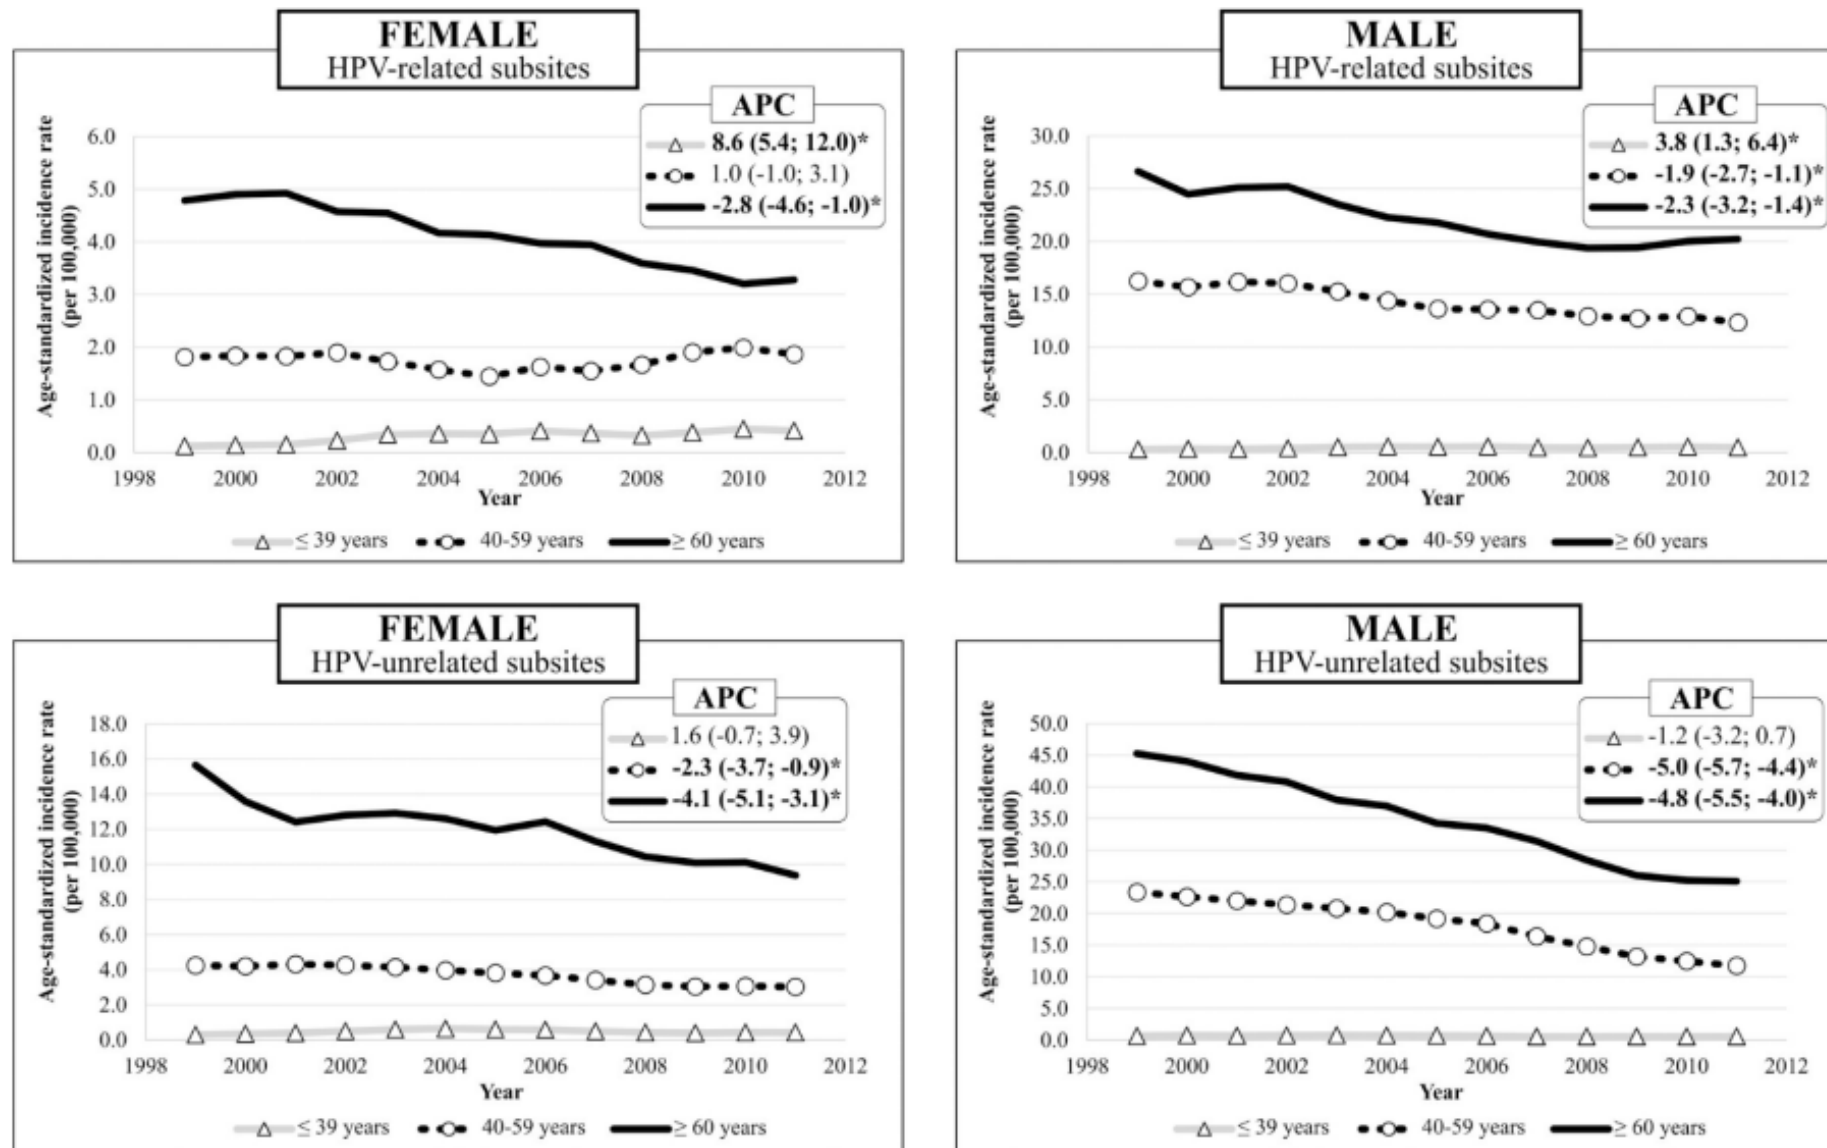 FEMALE
HPV-related subsites
APC
8.6 (5.4; 12.0)*
1.0 (-1.0; 3.1)
-2.8 (-4.6; -1.0)*
Age-standardized incidence rate
(per 100,000)
6.0
5.0
4.0
3.0
2.0
1.0
0.0
1998 2000 2002 2004 2006 2008 2010 2012
Year
≤ 39 years 40-59 years ≥ 60 years
MALE
HPV-related subsites
APC
3.8 (1.3; 6.4)*
-1.9 (-2.7; -1.1)*
-2.3 (-3.2; -1.4)*
Age-standardized incidence rate
(per 100,000)
30.0
25.0
20.0
15.0
10.0
5.0
0.0
1998 2000 2002 2004 2006 2008 2010 2012
Year
≤ 39 years 40-59 years ≥ 60 years
FEMALE
HPV-unrelated subsites
APC
1.6 (-0.7; 3.9)
-2.3 (-3.7; -0.9)*
-4.1 (-5.1; -3.1)*
Age-standardized incidence rate
(per 100,000)
18.0
16.0
14.0
12.0
10.0
8.0
6.0
4.0
2.0
0.0
1998 2000 2002 2004 2006 2008 2010 2012
Year
≤ 39 years 40-59 years ≥ 60 years
MALE
HPV-unrelated subsites
APC
-1.2 (-3.2; 0.7)
-5.0 (-5.7; -4.4)*
-4.8 (-5.5; -4.0)*
Age-standardized incidence rate
(per 100,000)
50.0
45.0
40.0
35.0
30.0
25.0
20.0
15.0
10.0
5.0
0.0
1998 2000 2002 2004 2006 2008 2010 2012
Year
≤ 39 years 40-59 years ≥ 60 years